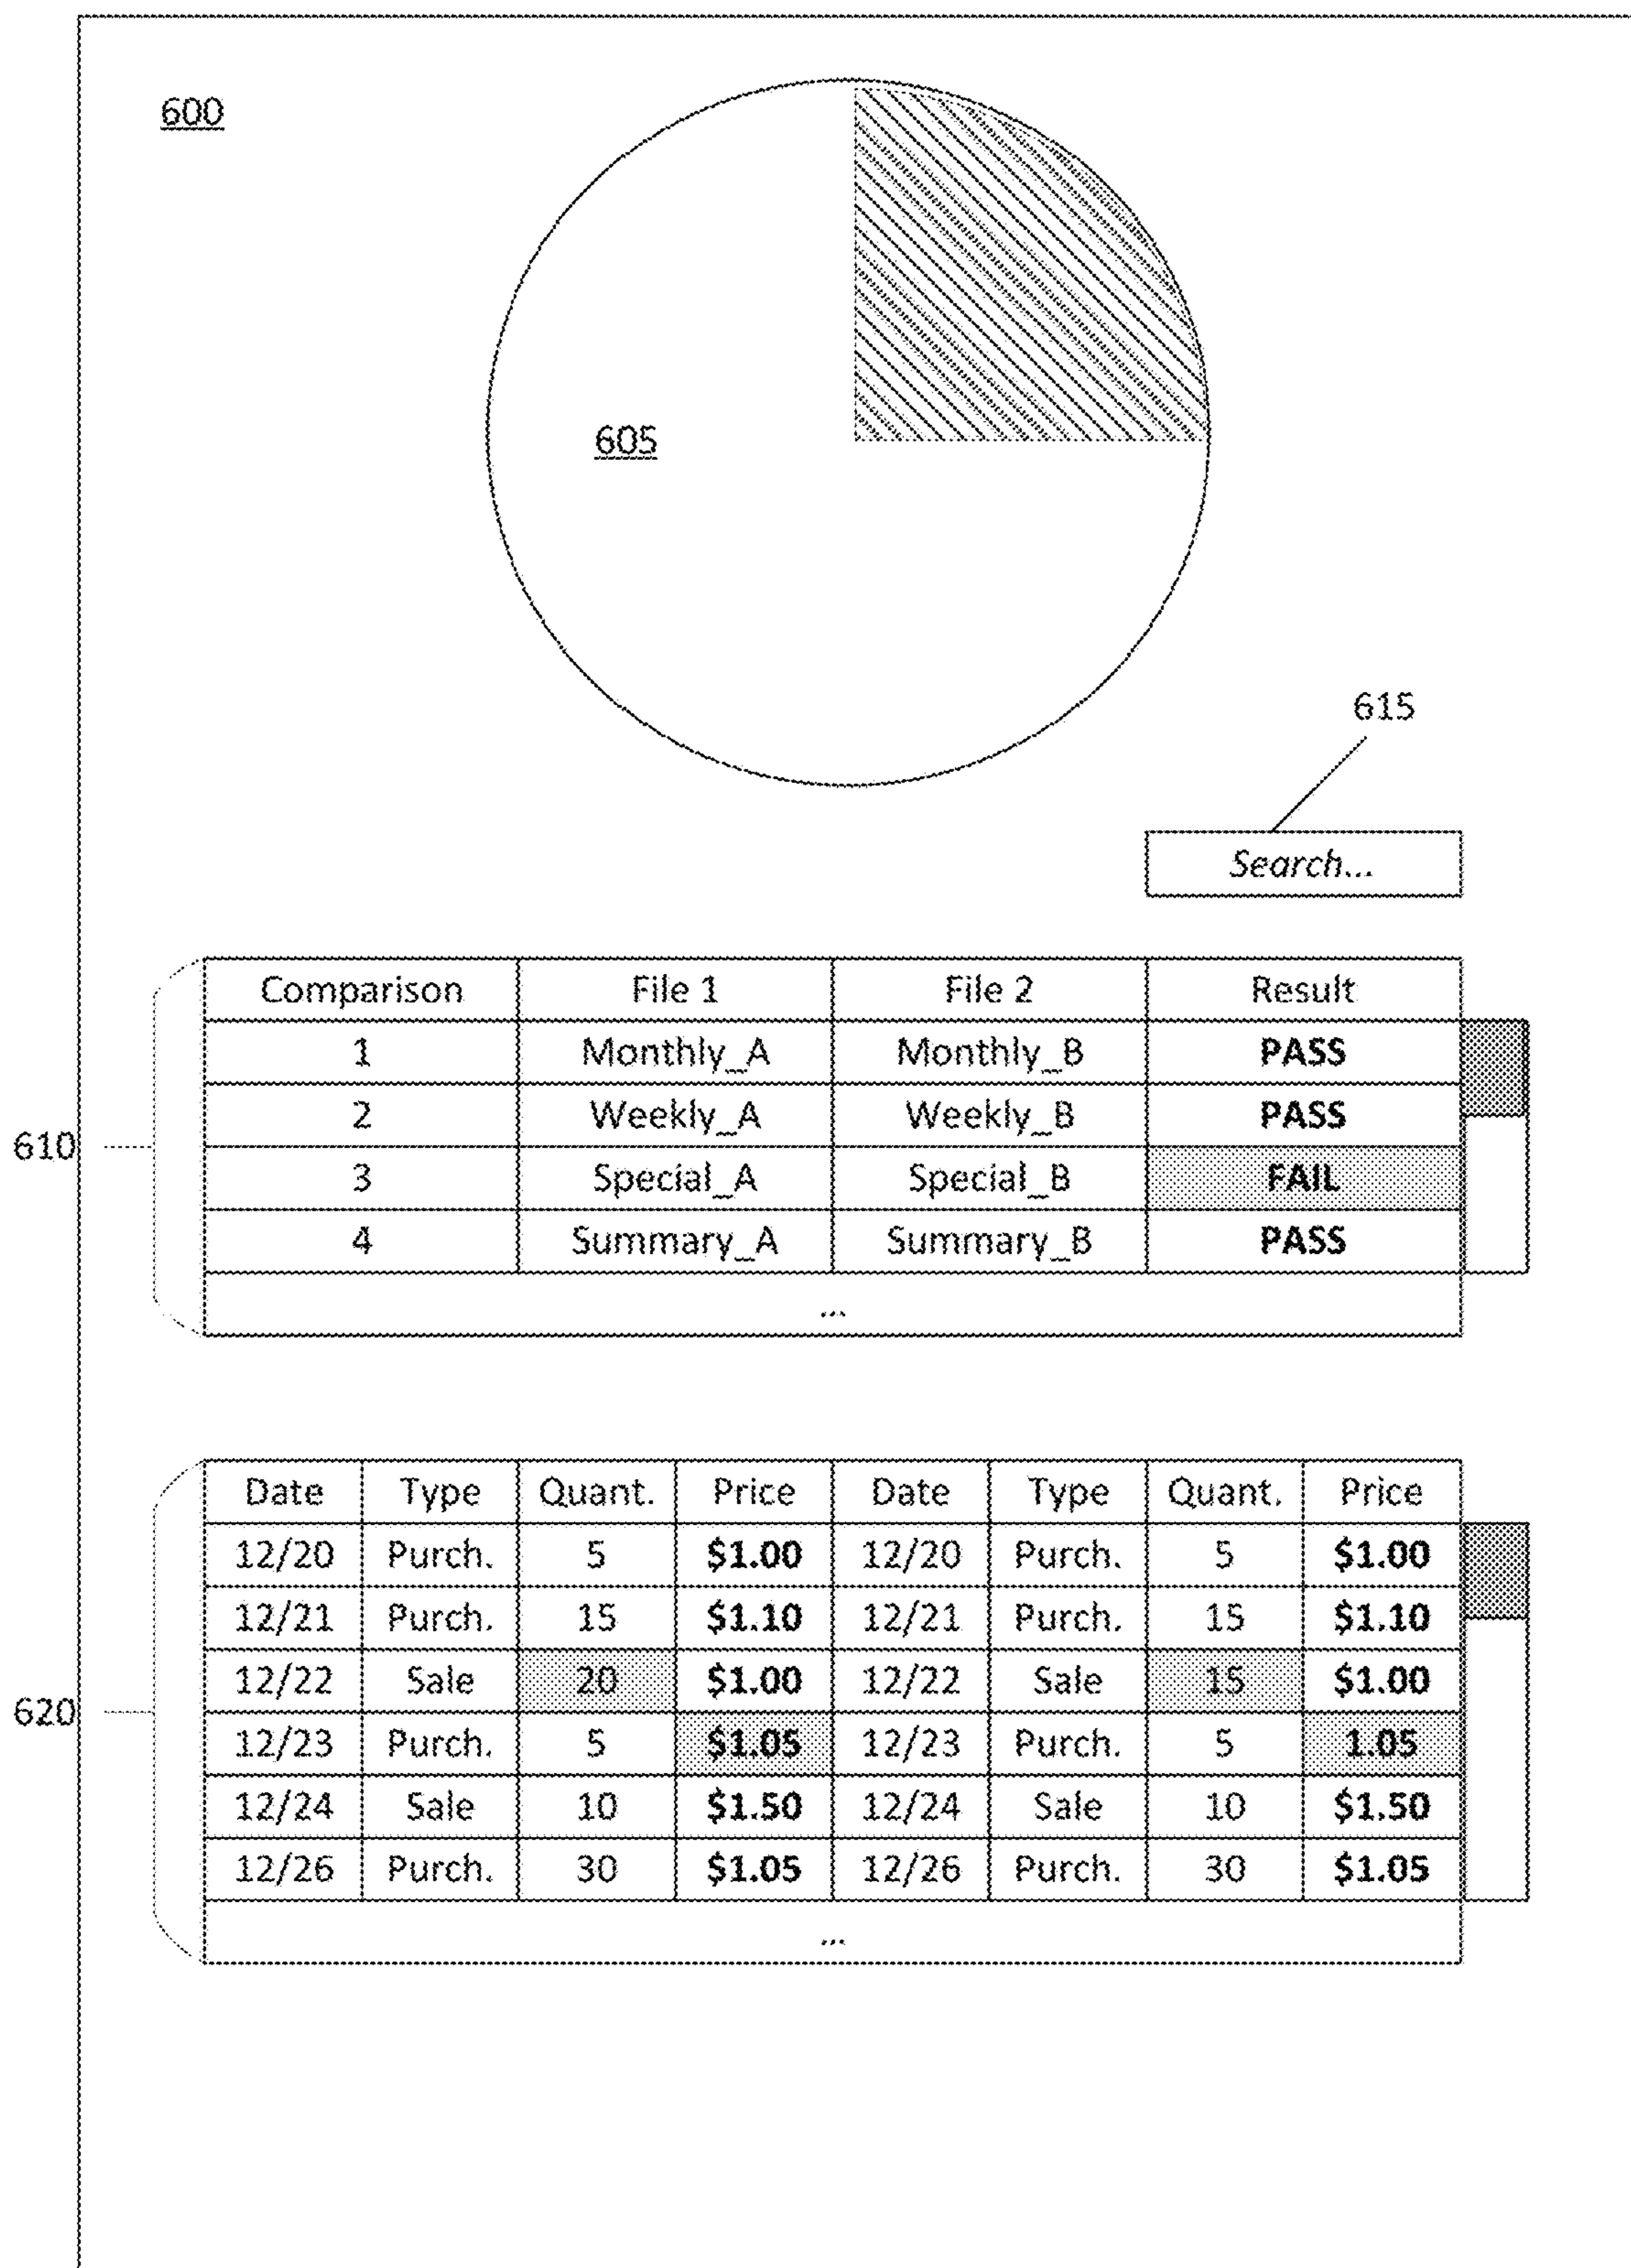 600
605
615
Search...
Comparison File 1 File 2 Result
1 Monthly_A Monthly_B PASS
2 Weekly_A Weekly_B PASS
610
3 Special_A Special_B FAIL
4 Summary_A Summary_B PASS
...
Date Type Quant. Price Date Type Quant. Price
12/20 Purch. 5 $1.00 12/20 Purch. 5 $1.00
12/21 Purch. 15 $1.10 12/21 Purch. 15 $1.10
12/22 Sale 20 $1.00 12/22 Sale 15 $1.00
620
12/23 Purch. 5 $1.05 12/23 Purch. 5 1.05
12/24 Sale 10 $1.50 12/24 Sale 10 $1.50
12/26 Purch. 30 $1.05 12/26 Purch. 30 $1.05
...